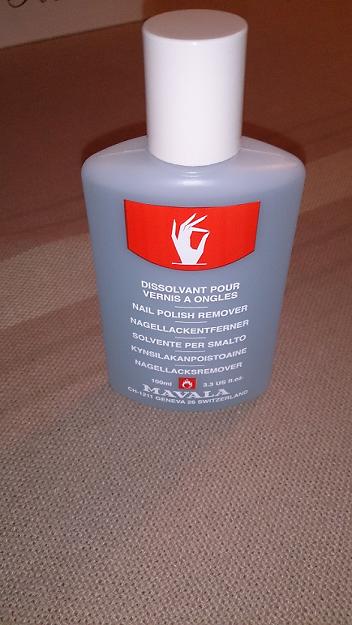 DISSOLVANT POUR
VERNIS A ONGLES
NAIL POLISH REMOVER
NAGELLACKENTFERNER
SOLVENTE PER SMALTO
KYNSILAKANPOISTOAINE
NAGELLACKSREMOVER
100ml 3.3 US fl.oz.
MAVALA
CH-1211 GENEVA 26 SWITZERLAND